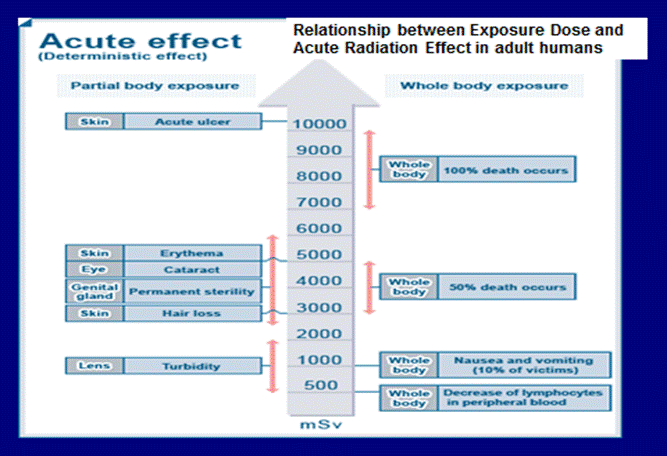 Relationship between Exposure Dose and
Acute Radiation Effect in adult humans
Acute effect
(Deterministic effect)
Partial body exposure
Whole body exposure
Skin Acute ulcer
Skin Erythema
Eye Cataract
Genital
gland Permanent sterility
Skin Hair loss
Lens Turbidity
10000
9000
8000
7000
6000
5000
4000
3000
2000
1000
500
mSv
Whole
body 100% death occurs
Whole
body 50% death occurs
Whole Nausea and vomiting
body (10% of victims)
Whole Decrease of lymphocytes
body in peripheral blood